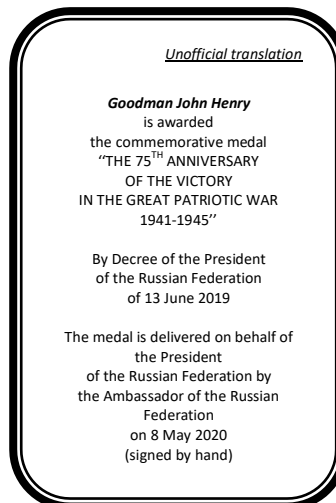 Unofficial translation
Goodman John Henry
is awarded
the commemorative medal
“THE 75TH ANNIVERSARY
OF THE VICTORY
IN THE GREAT PATRIOTIC WAR
1941-1945’’
By Decree of the President
of the Russian Federation
of 13 June 2019
The medal is delivered on behalf of
the President
of the Russian Federation by
the Ambassador of the Russian
Federation
on 8 May 2020
(signed by hand)